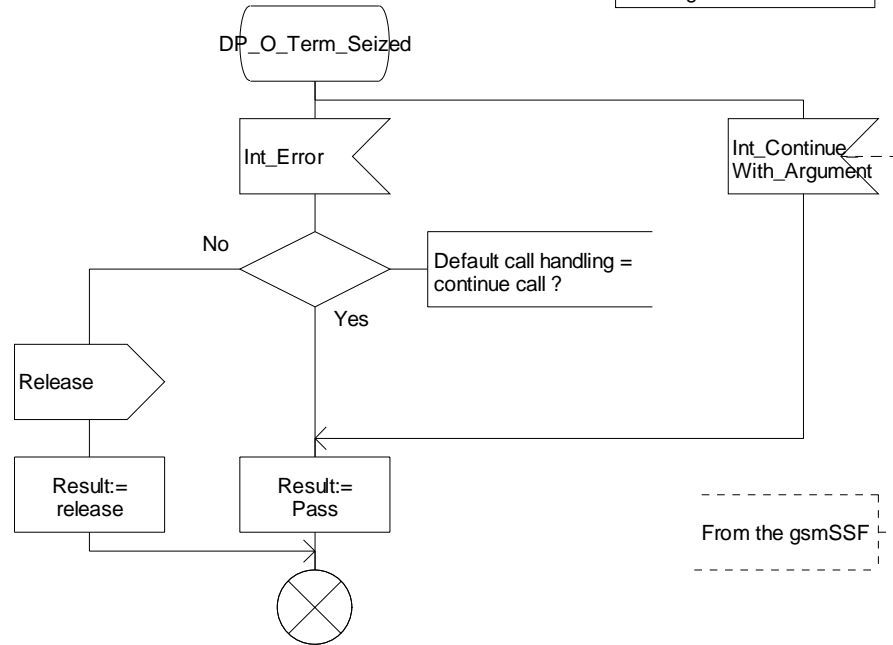 DP_O_Term_Seized
Int_Error
Int_Continue
With_Argument
No
Default call handling =
continue call ?
Yes
Release
Result:=
release
Result:=
Pass
From the gsmSSF